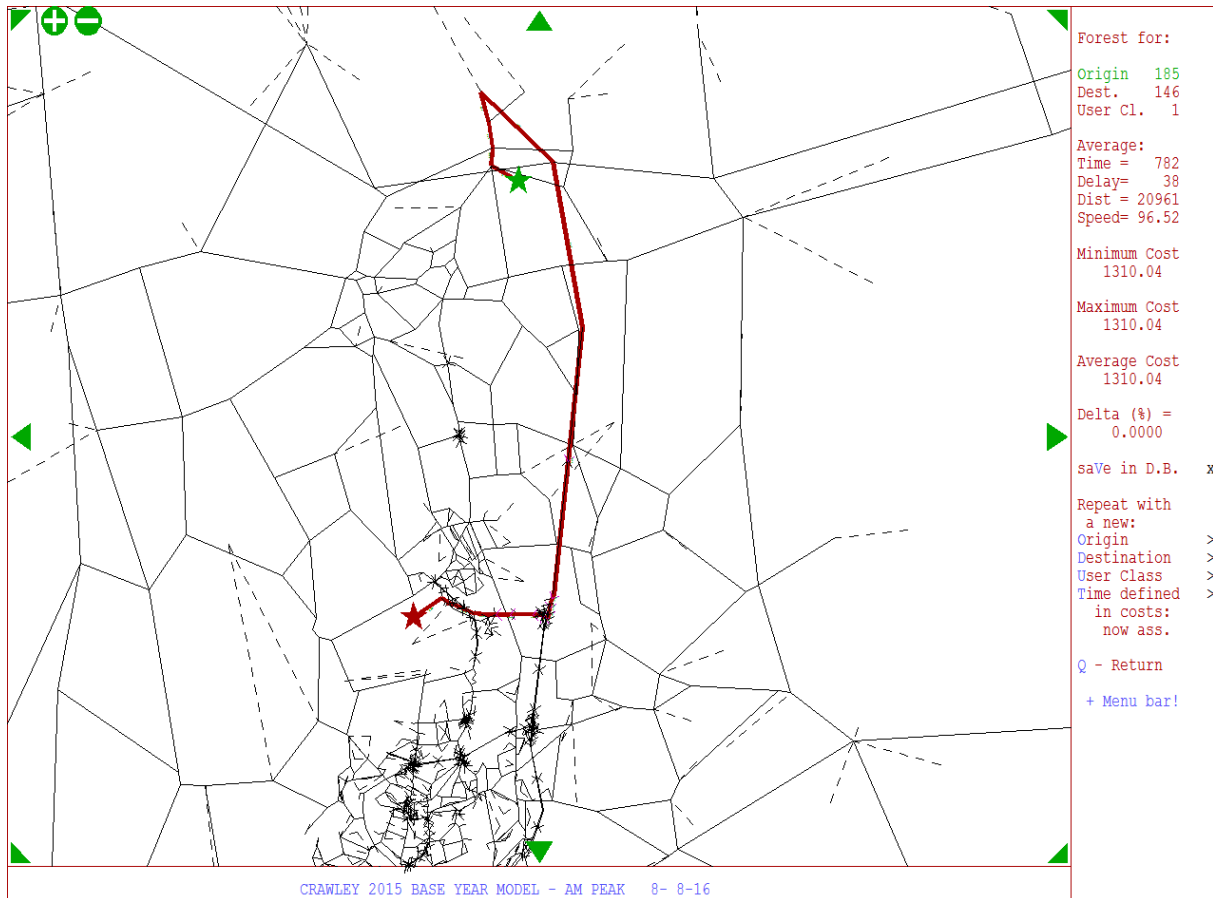 Forest for:
Origin 185
Dest. 146
User Cl. 1
Average:
Time = 782
Delay= 38
Dist = 20961
Speed= 96.52
Minimum Cost
1310.04
Maximum Cost
1310.04
Average Cost
1310.04
Delta (%) =
0.0000
saVe in D.B. x
Repeat with
a new:
Origin >
Destination >
User Class >
Time defined >
in costs:
now ass.
Q - Return
+ Menu bar!
CRAWLEY 2015 BASE YEAR MODEL - AM PEAK 8- 8-16